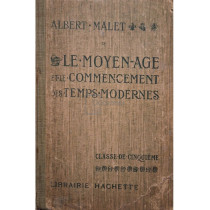 ALBERT·MALET
LE·MOYEN·AGE
ET·LE·COMMENCEMENT
DES·TEMPS·MODERNES
CLASSE·DE·CINQUIÈME
LIBRAIRIE HACHETTE